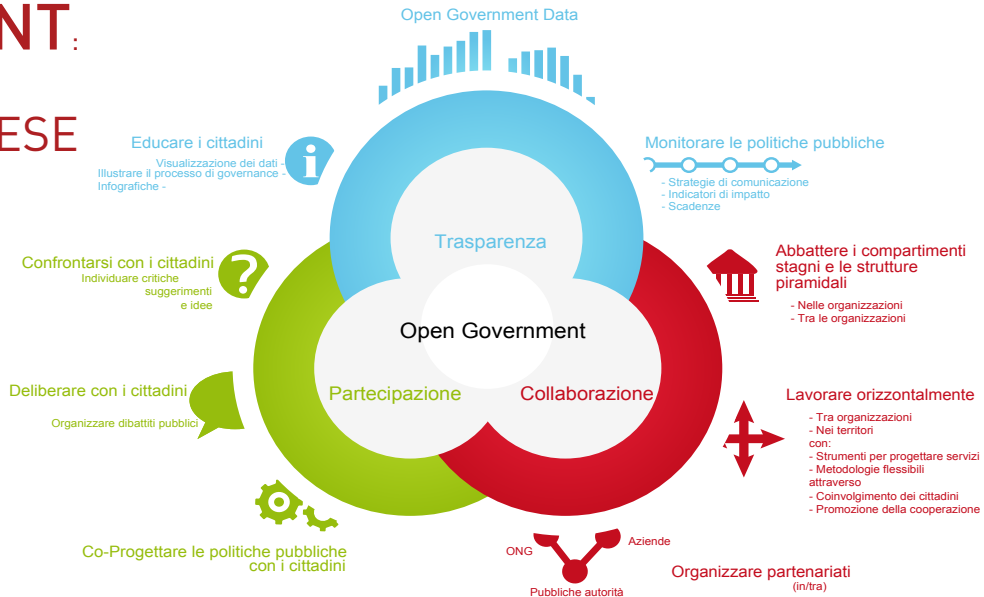 NT:
ESE
Open Government Data
Educare i cittadini
Visualizzazione dei dati -
Illustrare il processo di governance -
Infografiche -
Monitorare le politiche pubbliche
- Strategie di comunicazione
- Indicatori di impatto
- Scadenze
Trasparenza
Confrontarsi con i cittadini
Individuare critiche
suggerimenti
e idee
?
Abbattere i compartimenti
stagni e le strutture
piramidali
- Nelle organizzazioni
- Tra le organizzazioni
Open Government
Partecipazione
Collaborazione
Deliberare con i cittadini
Organizzare dibattiti pubblici
Lavorare orizzontalmente
- Tra organizzazioni
- Nei territori
con:
- Strumenti per progettare servizi
- Metodologie flessibili
attraverso
- Coinvolgimento dei cittadini
- Promozione della cooperazione
Co-Progettare le politiche pubbliche
con i cittadini
ONG
Aziende
Pubbliche autorità
Organizzare partenariati
(in/tra)